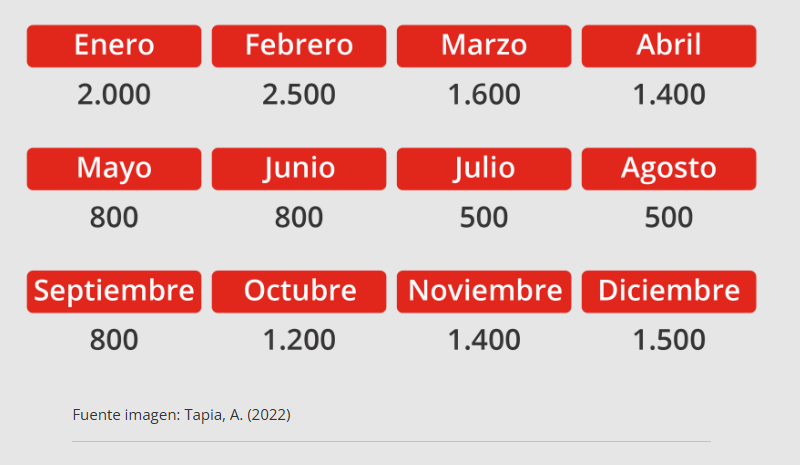 Enero Febrero Marzo Abril
2.000 2.500 1.600 1.400
Mayo Junio Julio Agosto
800 800 500 500
Septiembre Octubre Noviembre Diciembre
800 1.200 1.400 1.500
Fuente imagen: Tapia, A. (2022)